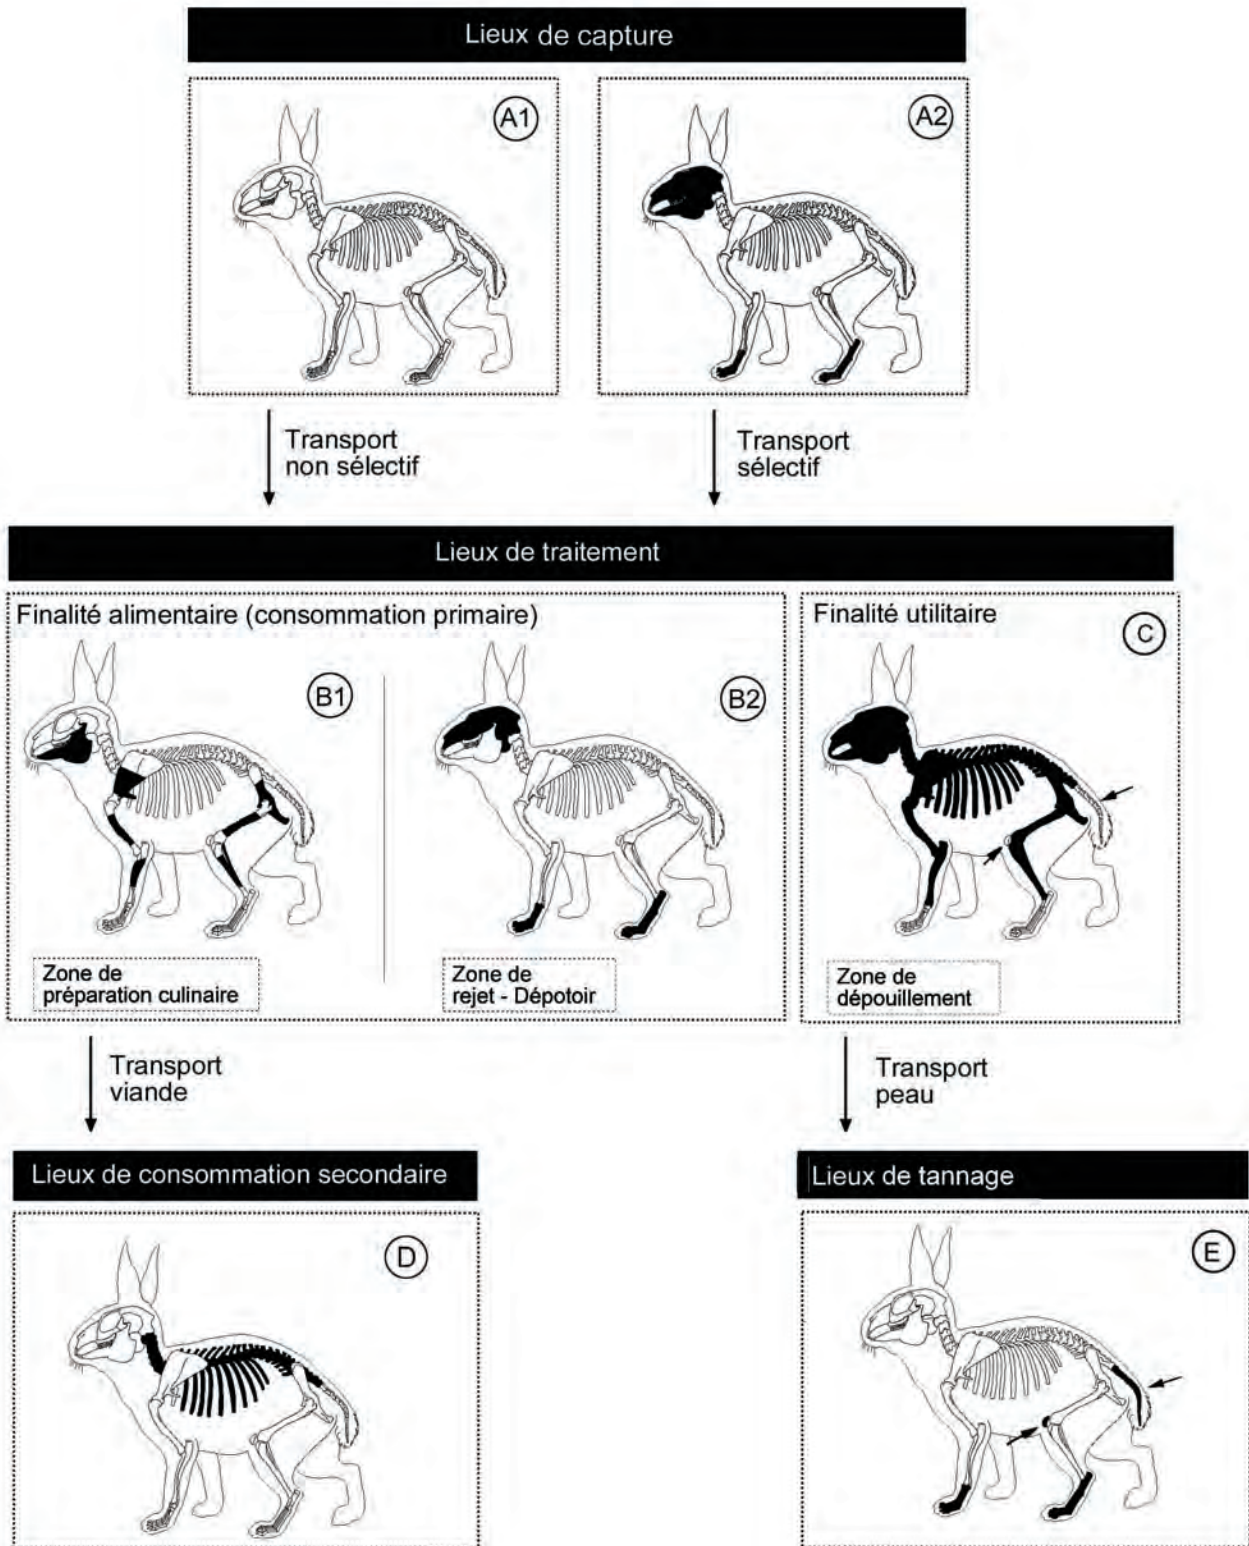 Lieux de capture
A1
A2
Transport
non sélectif
Transport
sélectif
Lieux de traitement
Finalité alimentaire (consommation primaire)
B1
B2
Zone de
préparation culinaire
Zone de
rejet - Dépotoir
Finalité utilitaire
C
Zone de
dépouillement
Transport
viande
Transport
peau
Lieux de consommation secondaire
D
Lieux de tannage
E